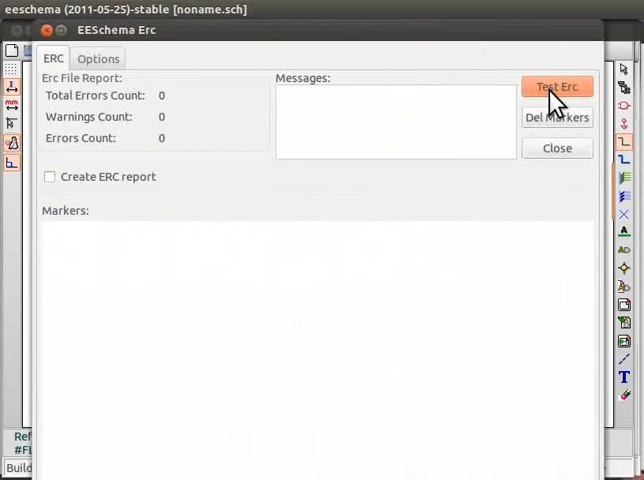 eeschema (2011-05-25)-stable [noname.sch]
EESchema Erc
ERC
Options
Erc File Report:
Total Errors Count: 0
Warnings Count: 0
Errors Count: 0
Create ERC report
Messages:
Test Erc
Del Markers
Close
Markers:
Ref
#FL
Build